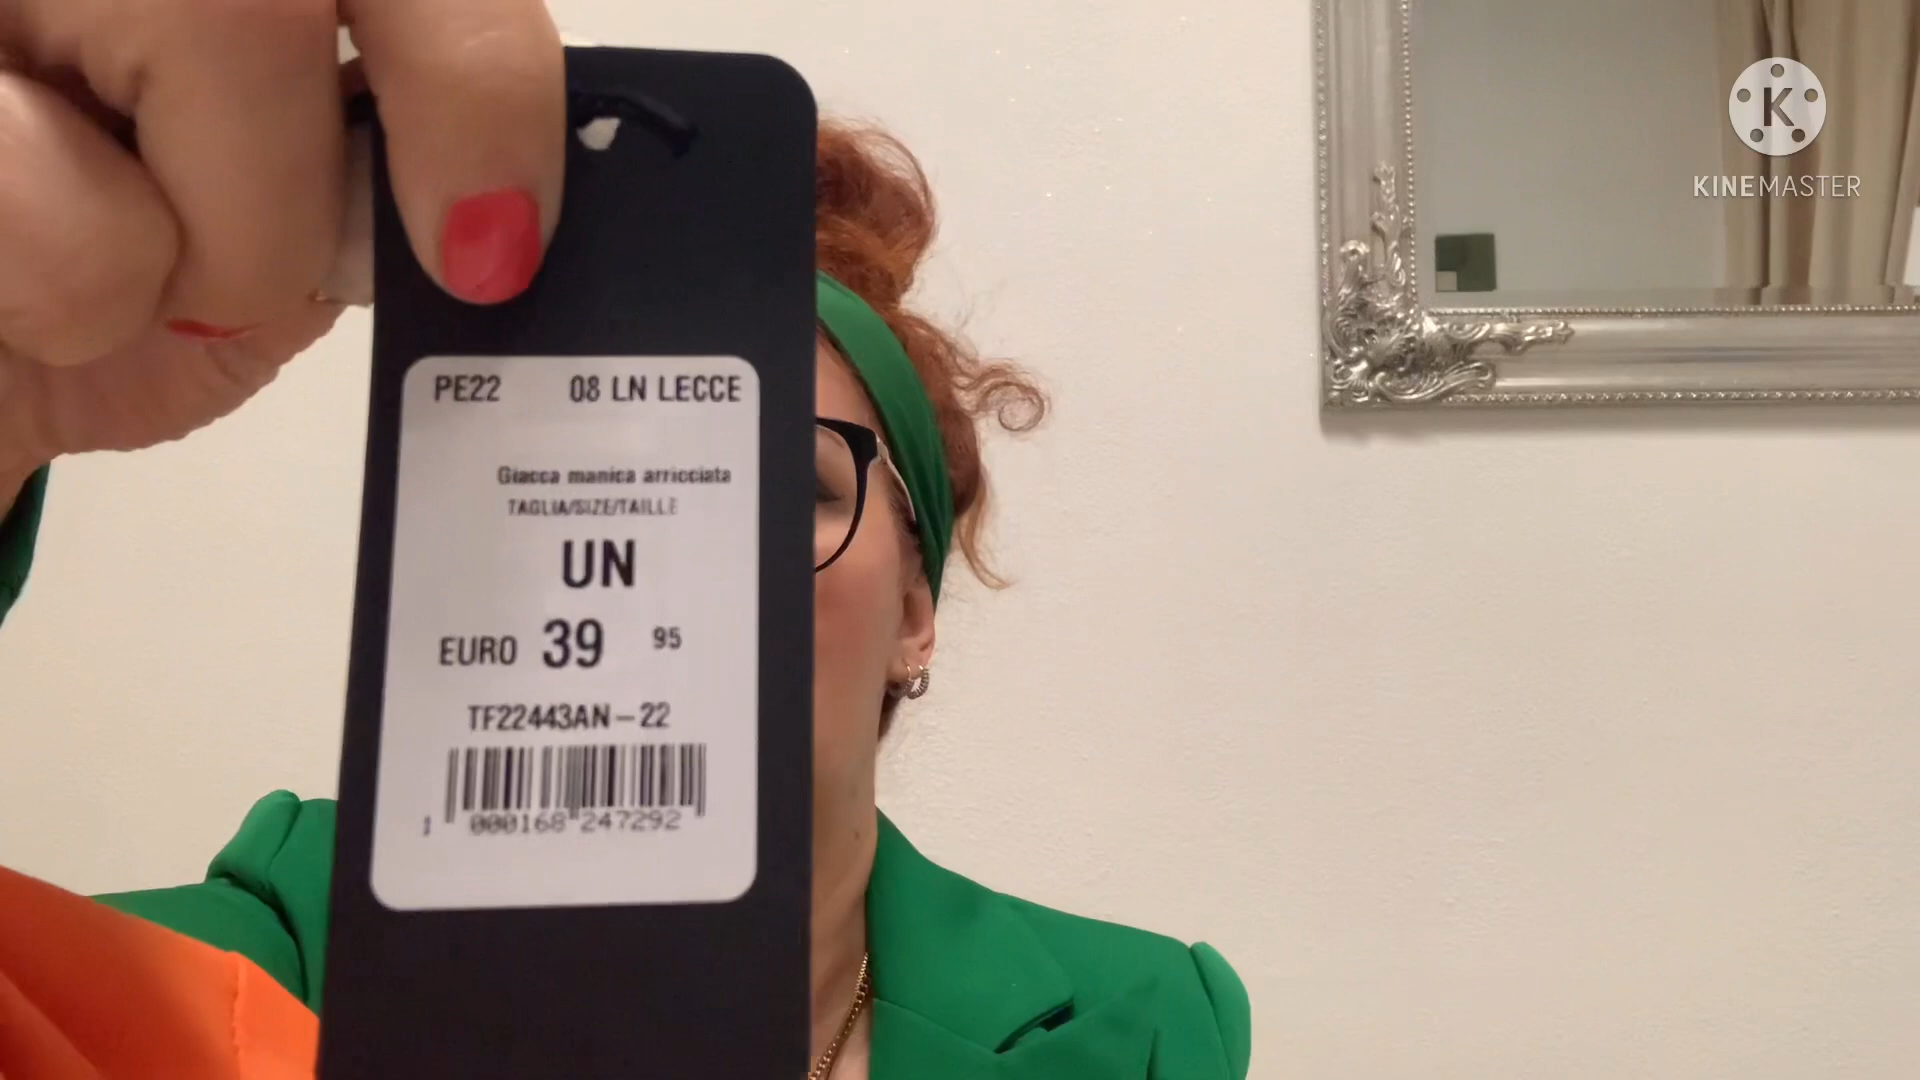 PE22 08 LN LECCE
Giacca manica arricciata
TAGLIA/SIZE/TAILLE
UN
EURO 39 95
TF22443AN-22
1 000168 247292
K
KINEMASTER